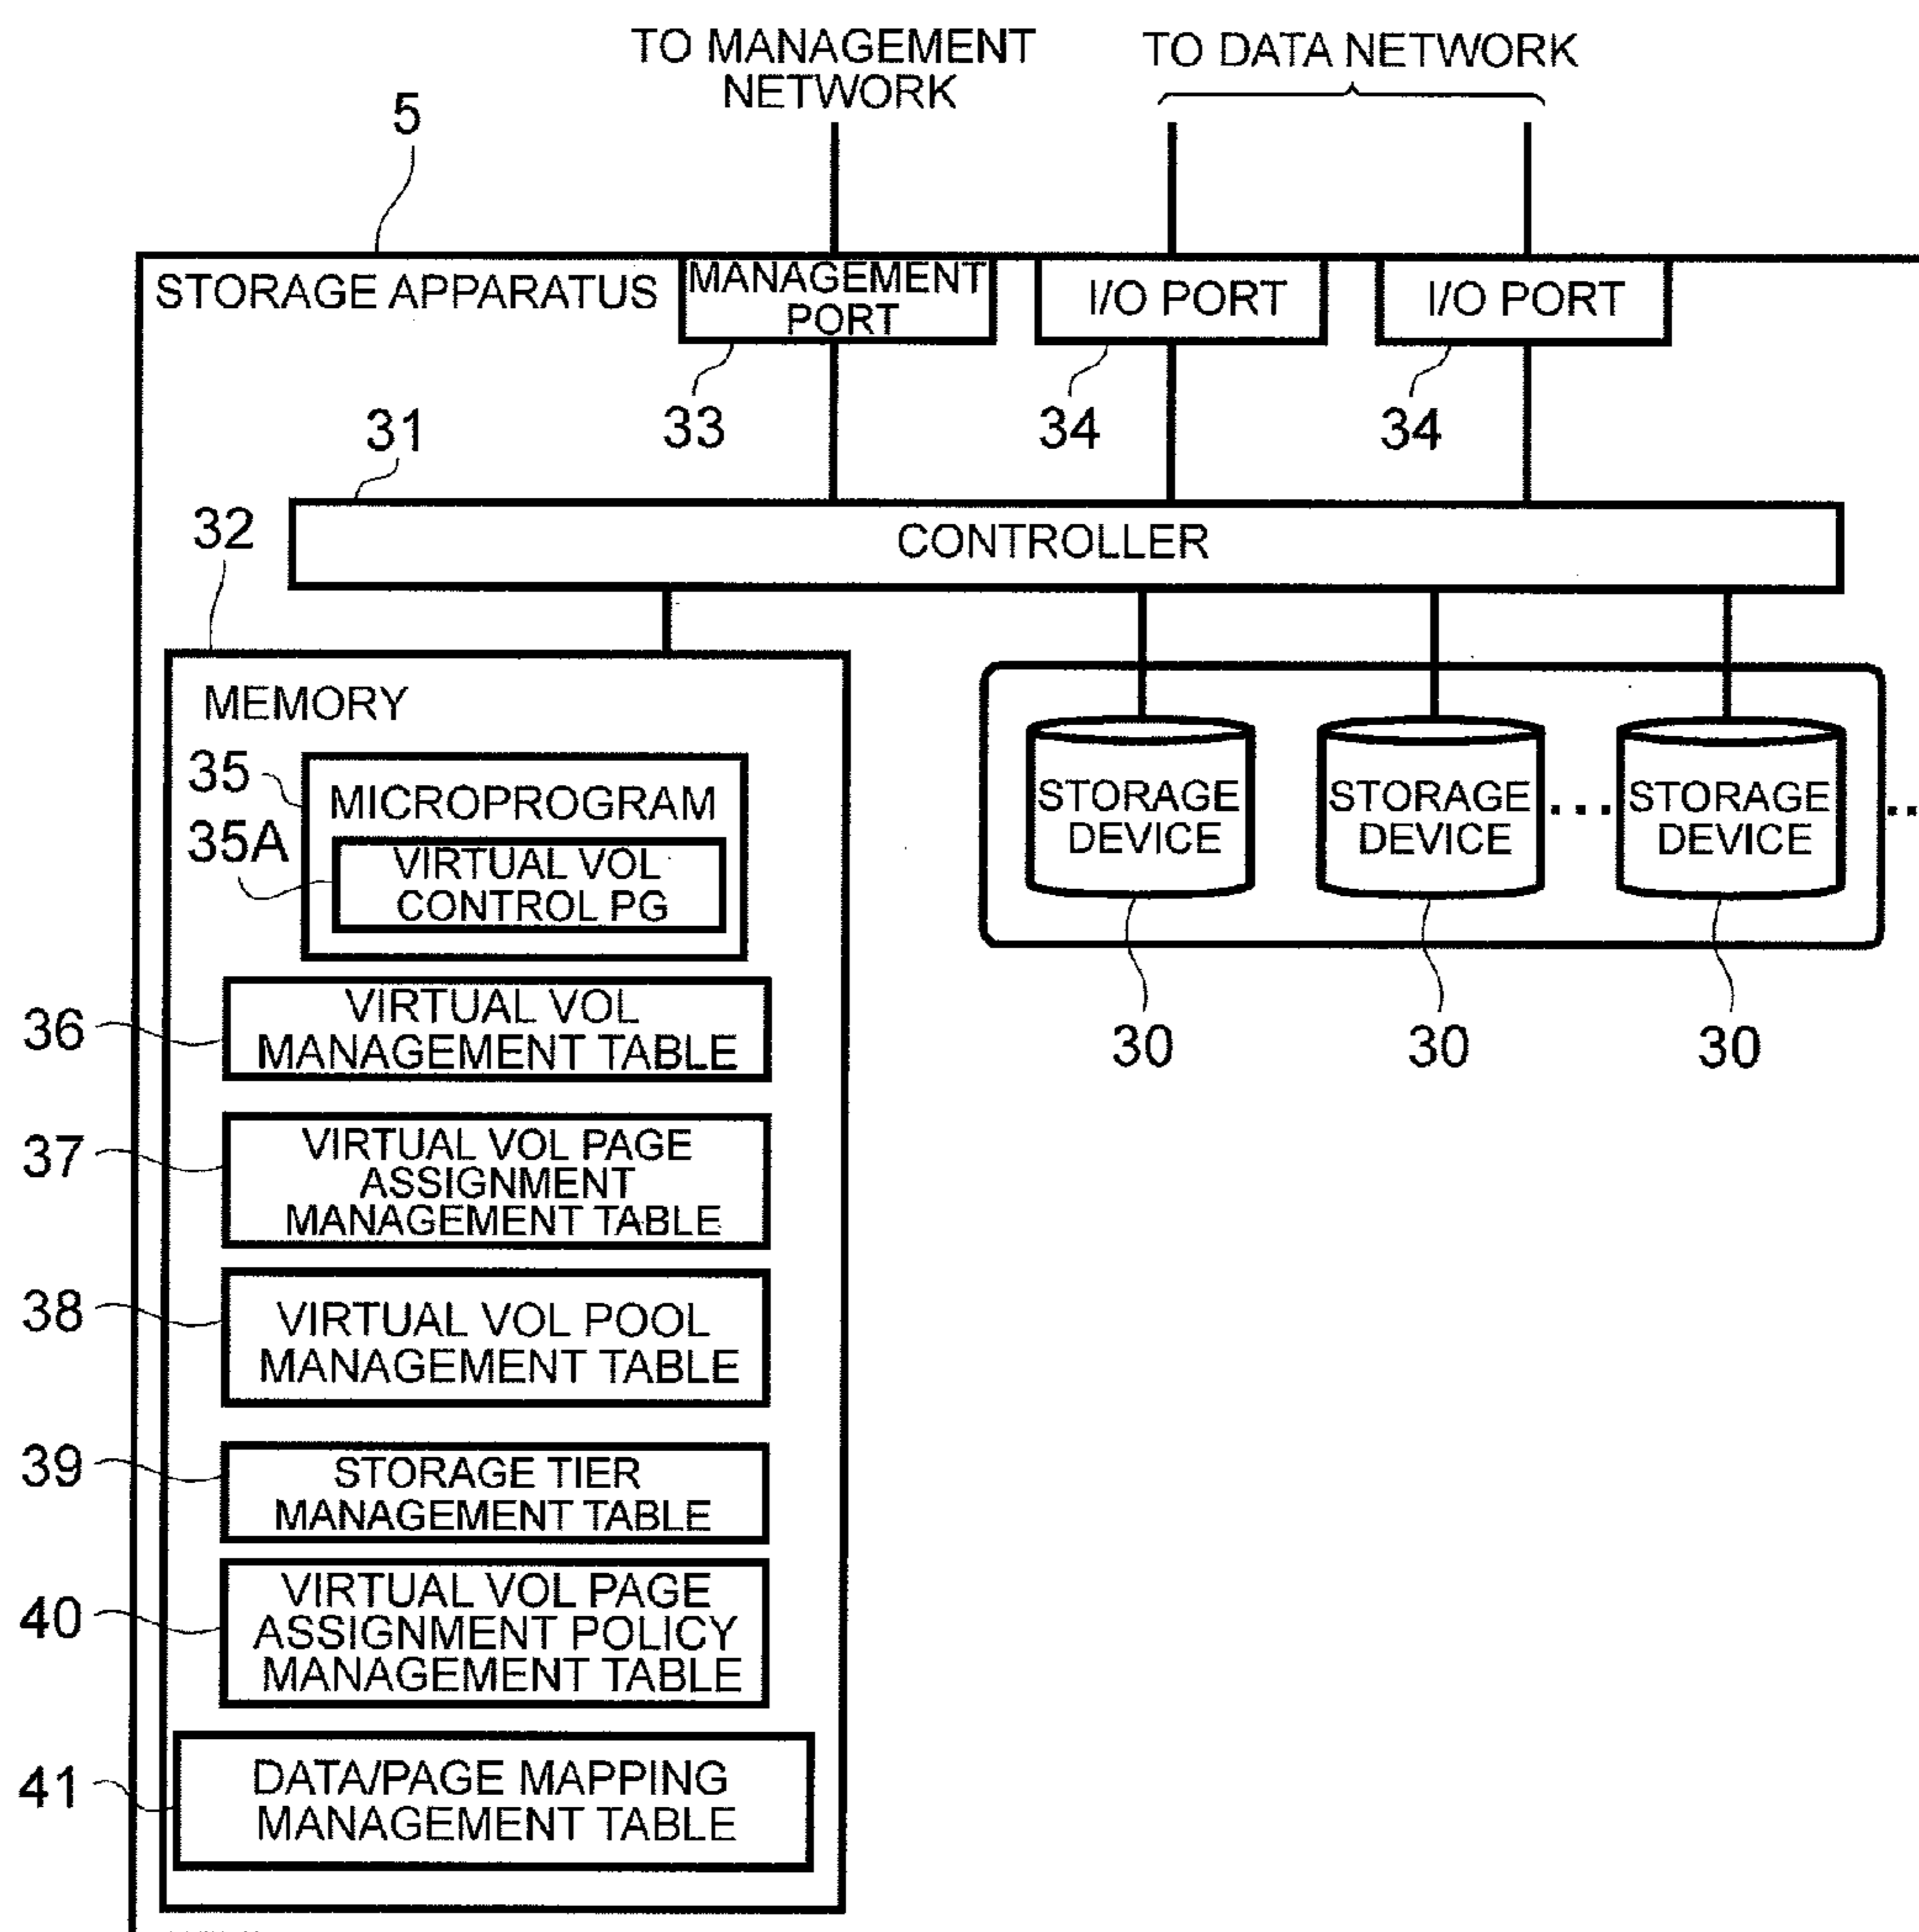 TO MANAGEMENT
NETWORK
TO DATA NETWORK
5
STORAGE APPARATUS
MANAGEMENT
PORT
I/O PORT
I/O PORT
33
34
34
31
CONTROLLER
32
MEMORY
35
MICROPROGRAM
35A
VIRTUAL VOL
CONTROL PG
STORAGE
DEVICE
STORAGE
DEVICE
...
STORAGE
DEVICE
..
30
30
30
36
VIRTUAL VOL
MANAGEMENT TABLE
37
VIRTUAL VOL PAGE
ASSIGNMENT
MANAGEMENT TABLE
38
VIRTUAL VOL POOL
MANAGEMENT TABLE
39
STORAGE TIER
MANAGEMENT TABLE
40
VIRTUAL VOL PAGE
ASSIGNMENT POLICY
MANAGEMENT TABLE
41
DATA/PAGE MAPPING
MANAGEMENT TABLE